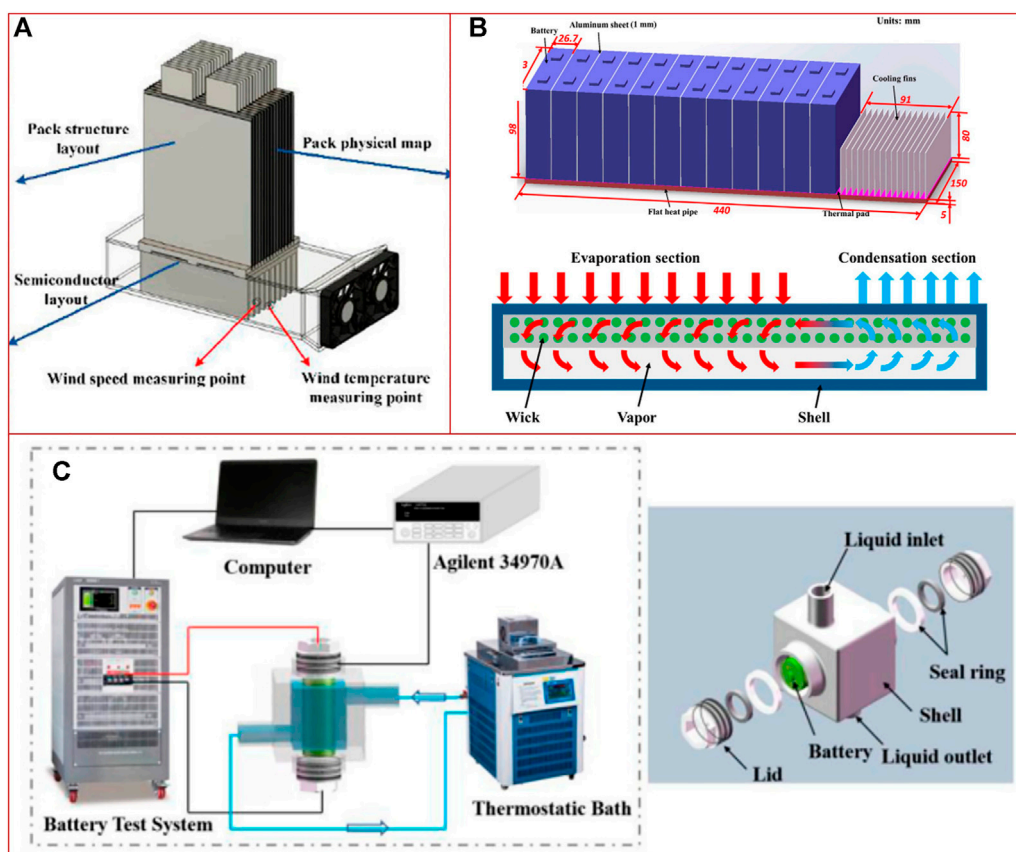 A
Pack structure
layout
Pack physical map
Semiconductor
layout
Wind speed measuring point
Wind temperature
measuring point
B
Units: mm
Battery
Aluminum sheet (1 mm)
26.7
3
98
Cooling fins
91
80
150
5
Flat heat pipe
440
Thermal pad
Evaporation section
Condensation section
Wick
Vapor
Shell
C
Computer
Agilent 34970A
Battery Test System
Thermostatic Bath
Liquid inlet
Seal ring
Shell
Battery
Liquid outlet
Lid